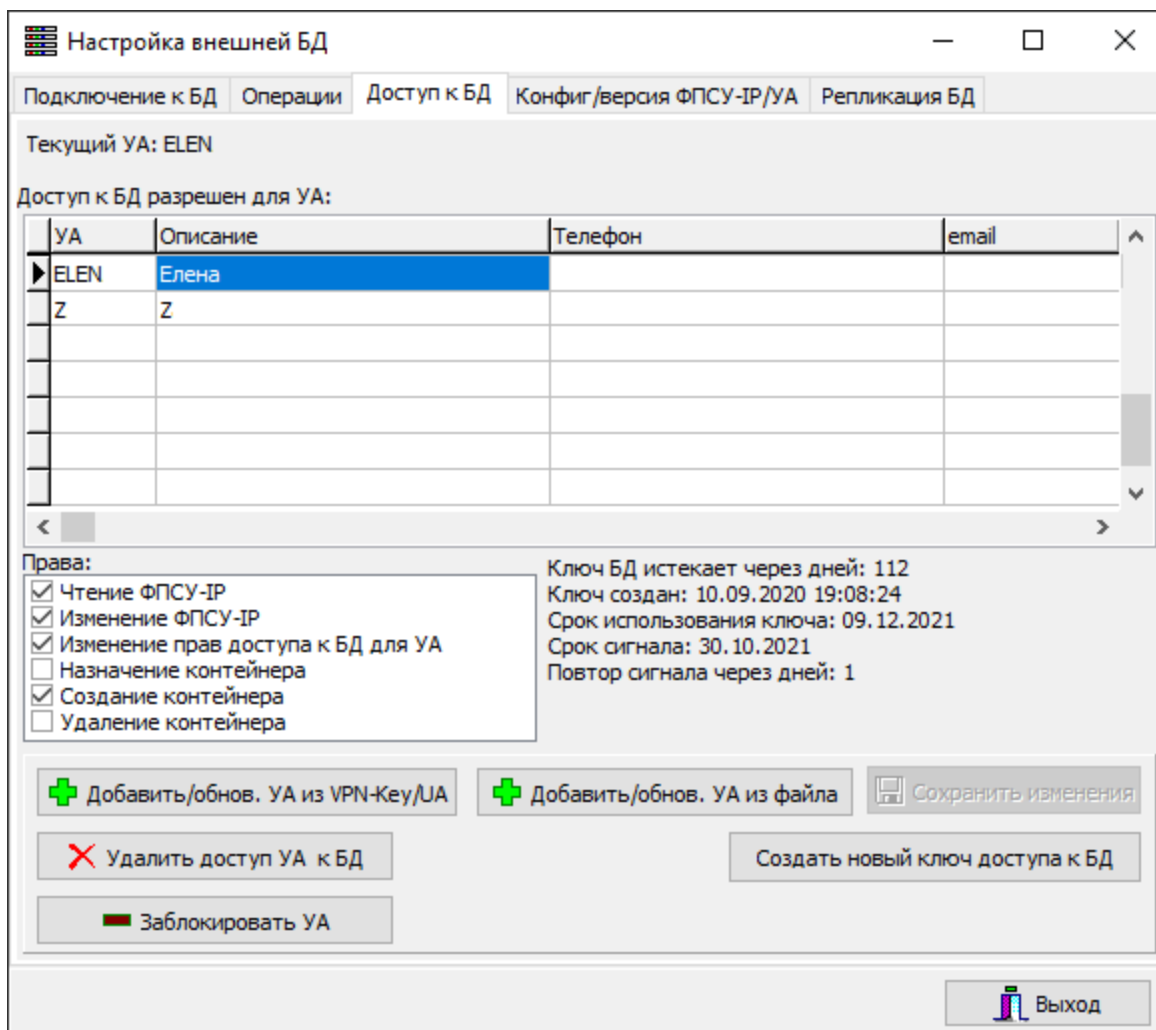 Настройка внешней БД
Подключение к БД Операции Доступ к БД Конфиг/версия ФПСУ-IP/УА Репликация БД
Текущий УА: ELEN
Доступ к БД разрешен для УА:
УА Описание Телефон email
ELEN Елена
Z Z
Права:
Чтение ФПСУ-IP
Изменение ФПСУ-IP
Изменение прав доступа к БД для УА
Назначение контейнера
Создание контейнера
Удаление контейнера
Ключ БД истекает через дней: 112
Ключ создан: 10.09.2020 19:08:24
Срок использования ключа: 09.12.2021
Срок сигнала: 30.10.2021
Повтор сигнала через дней: 1
Добавить/обнов. УА из VPN-Key/UA Добавить/обнов. УА из файла Сохранить изменения
Удалить доступ УА к БД Создать новый ключ доступа к БД
Заблокировать УА
Выход